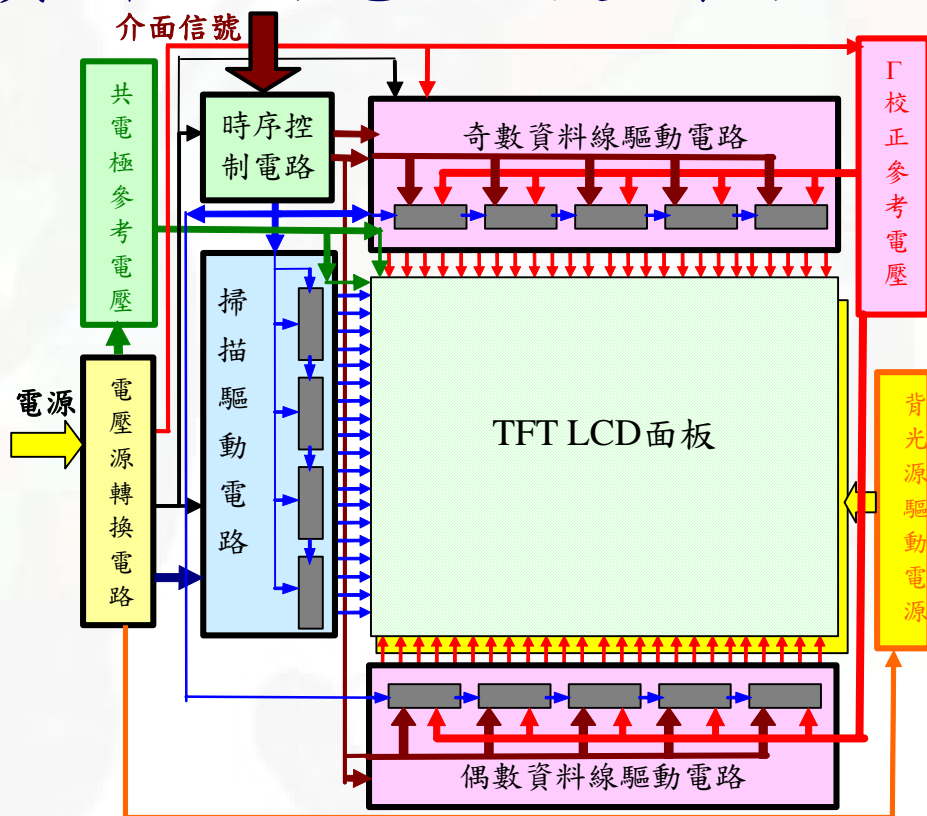 介面信號
共電極參考電壓
時序控
制電路
奇數資料線驅動電路
Γ校正參考電壓
掃描驅動電路
電源
電壓源轉換電路
TFT LCD面板
背光源驅動電源
偶數資料線驅動電路